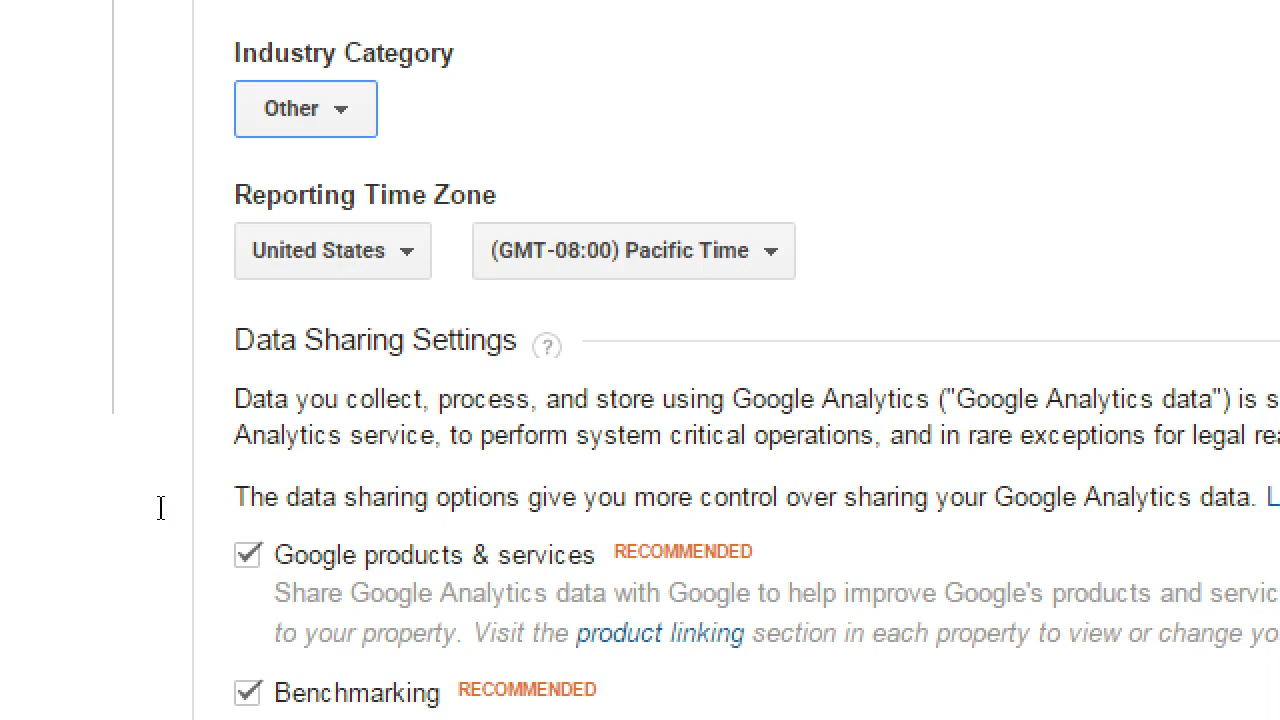 Industry Category
Other
Reporting Time Zone
United States (GMT-08:00) Pacific Time
Data Sharing Settings ?
Data you collect, process, and store using Google Analytics ("Google Analytics data") is s
Analytics service, to perform system critical operations, and in rare exceptions for legal rea
The data sharing options give you more control over sharing your Google Analytics data. L
Google products & services RECOMMENDED
Share Google Analytics data with Google to help improve Google's products and servic
to your property. Visit the product linking section in each property to view or change yo
Benchmarking RECOMMENDED